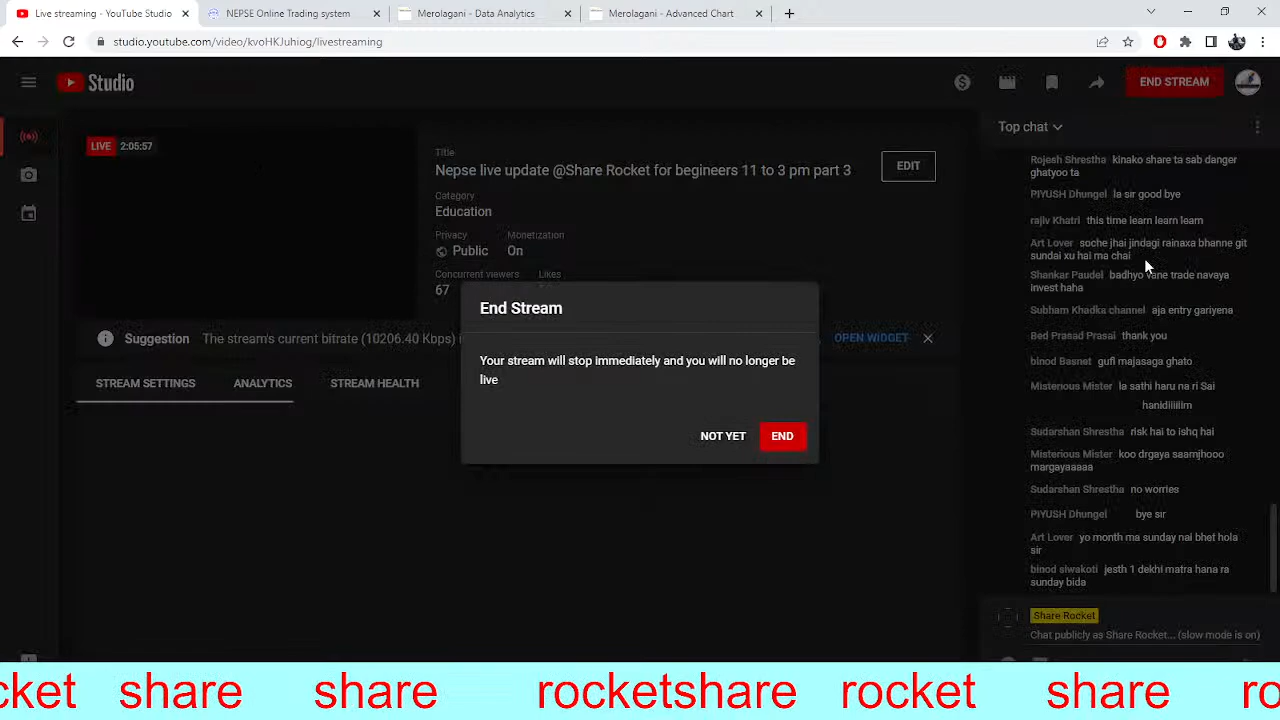 Live streaming - YouTube Studio
NEPSE Online Trading system
Merolagani - Data Analytics
Merolagani - Advanced Chart
studio.youtube.com/video/kvoHKJuhiog/livestreaming
Studio
END STREAM
LIVE 2:05:57
Title
Nepse live update @Share Rocket for begineers 11 to 3 pm part 3
EDIT
Category
Education
Privacy Monetization
Public On
Concurrent viewers Likes
67
Suggestion The stream's current bitrate (10206.40 Kbps) i
OPEN WIDGET
STREAM SETTINGS ANALYTICS STREAM HEALTH
End Stream
Your stream will stop immediately and you will no longer be
live
NOT YET END
Top chat
Rojesh Shrestha kinako share ta sab danger
ghatyoo ta
PIYUSH Dhungel la sir good bye
rajiv Khatri this time learn learn learn
Art Lover soche jhai jindagi rainaxa bhanne git
sundai xu hai ma chai
Shankar Paudel badhyo vane trade navaya
invest haha
Subham Khadka channel aja entry gariyena
Bed Prasad Prasai thank you
binod Basnet gufi majasaga ghato
Misterious Mister la sathi haru na ri Sai
hanidiiiiiim
Sudarshan Shrestha risk hai to ishq hai
Misterious Mister koo drgaya saamjhooo
margayaaaaa
Sudarshan Shrestha no worries
PIYUSH Dhungel bye sir
Art Lover yo month ma sunday nai bhet hola
sir
binod siwakoti jesth 1 dekhi matra hana ra
sunday bida
Share Rocket
Chat publicly as Share Rocket... (slow mode is on)
cket share share rocketshare rocket share ro